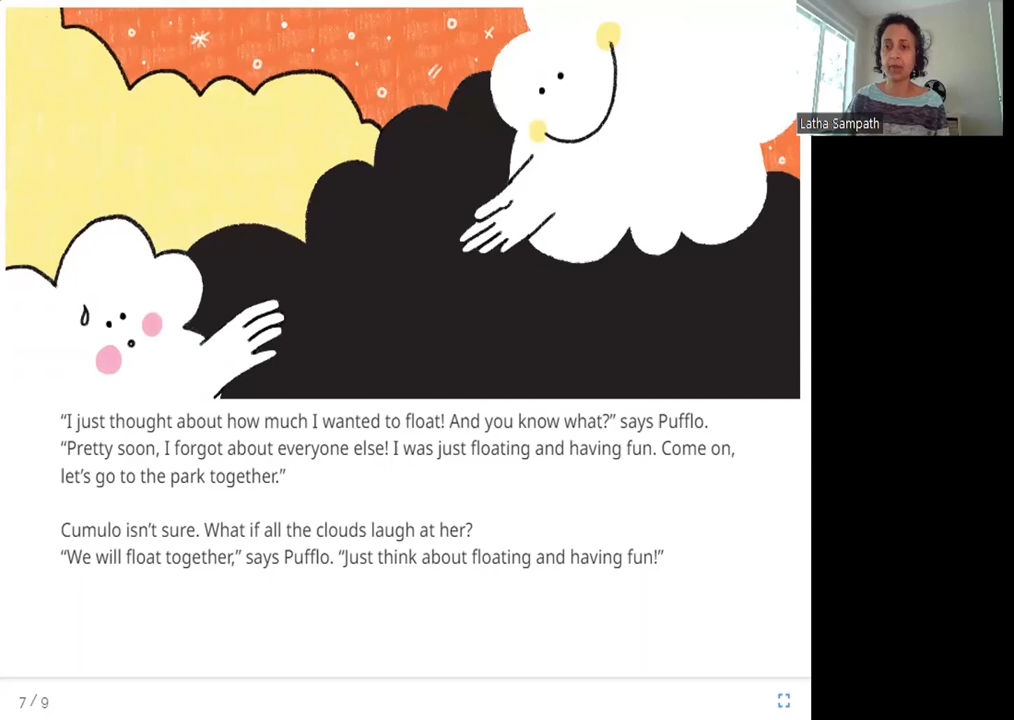 Latha Sampath
“I just thought about how much I wanted to float! And you know what?” says Pufflo.
“Pretty soon, I forgot about everyone else! I was just floating and having fun. Come on,
let’s go to the park together.”
Cumulo isn’t sure. What if all the clouds laugh at her?
“We will float together,” says Pufflo. “Just think about floating and having fun!”
7 / 9